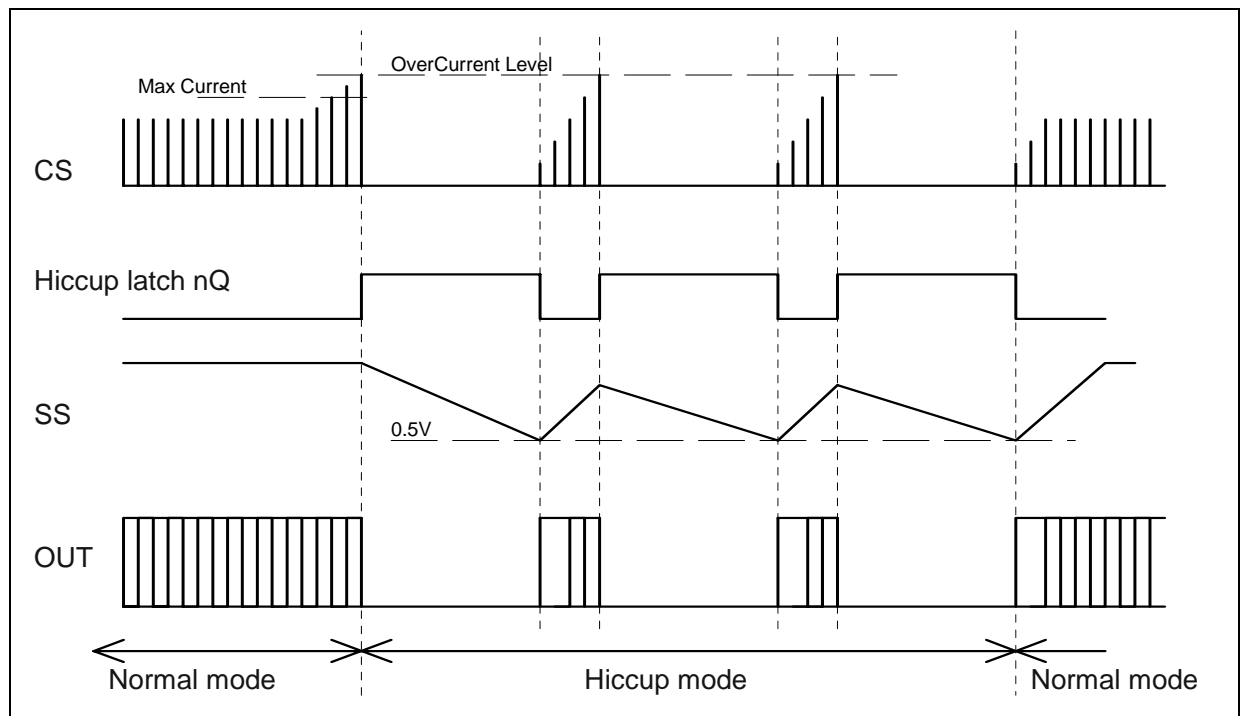 OverCurrent Level
Max Current
CS
Hiccup latch nQ
SS
0.5V
OUT
Normal mode
Hiccup mode
Normal mode